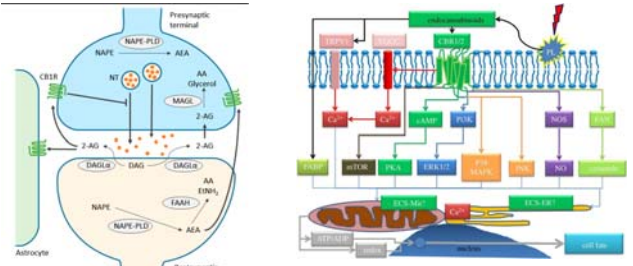 Presynaptic
terminal
NAPE-PLD
NAPE
AEA
NT
AA
Glycerol
CB1R
MAGL
2-AG
2-AG
2-AG
DAGLα
DAG
DAGLα
AA
EtNH₂
FAAH
NAPE
AEA
NAPE-PLD
Astrocyte
endocannabinoids
TRPV1
CBR1/2
PL
Ca²⁺
Ca²⁺
cAMP
PI3K
NOS
FAN
FABP
mTOR
PKA
ERK1/2
P38
MAPK
JNK
NO
ceramide
ECS-Mit?
Ca²⁺
ECS-ER?
ATP/ADP
nucleus
cell fate